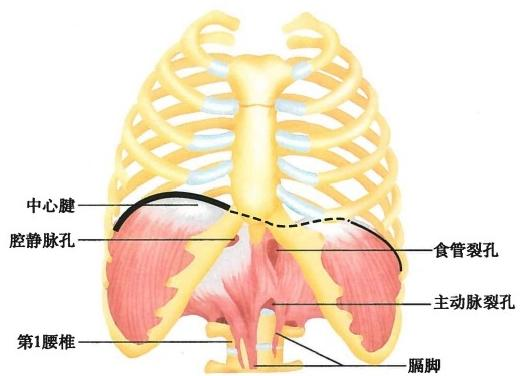 中心腱
腔静脉孔
食管裂孔
主动脉裂孔
第1腰椎
膈脚